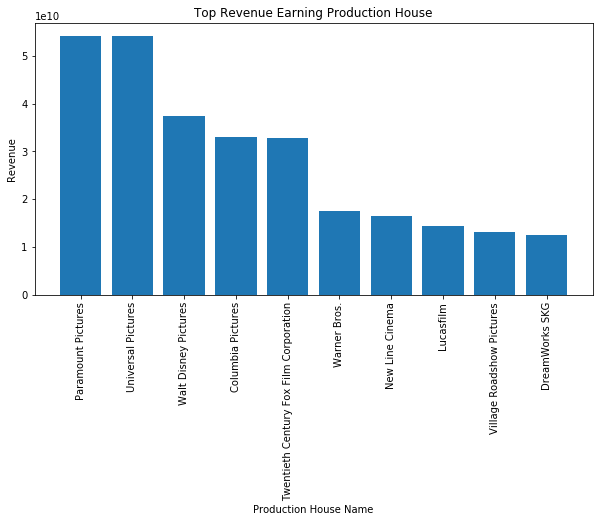 Top Revenue Earning Production House
1e10
5
4
3
2
1
0
Revenue
Paramount Pictures
Universal Pictures
Walt Disney Pictures
Columbia Pictures
Twentieth Century Fox Film Corporation
Warner Bros.
New Line Cinema
Lucasfilm
Village Roadshow Pictures
DreamWorks SKG
Production House Name